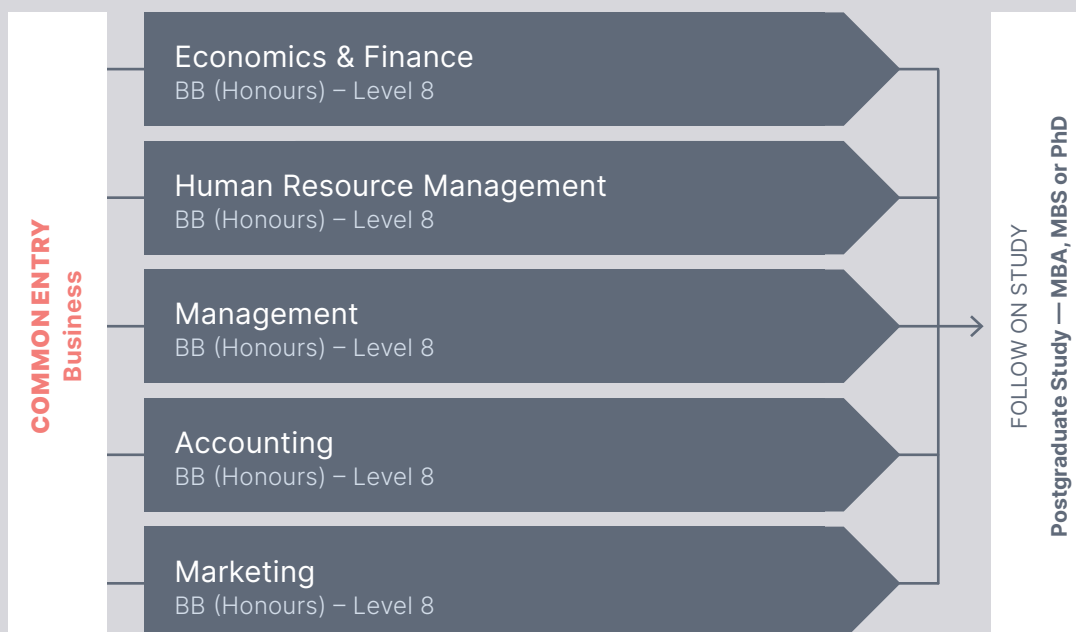 COMMON ENTRY
Business
Economics & Finance
BB (Honours) – Level 8
Human Resource Management
BB (Honours) – Level 8
Management
BB (Honours) – Level 8
Accounting
BB (Honours) – Level 8
Marketing
BB (Honours) – Level 8
FOLLOW ON STUDY
Postgraduate Study — MBA, MBS or PhD